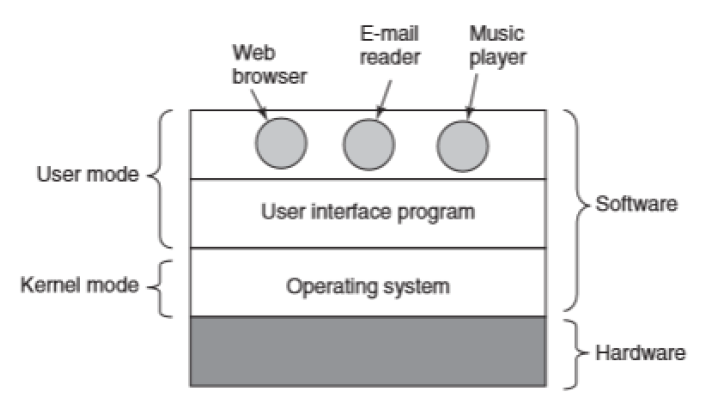 Web
browser
E-mail
reader
Music
player
User mode
User interface program
Software
Kernel mode
Operating system
Hardware